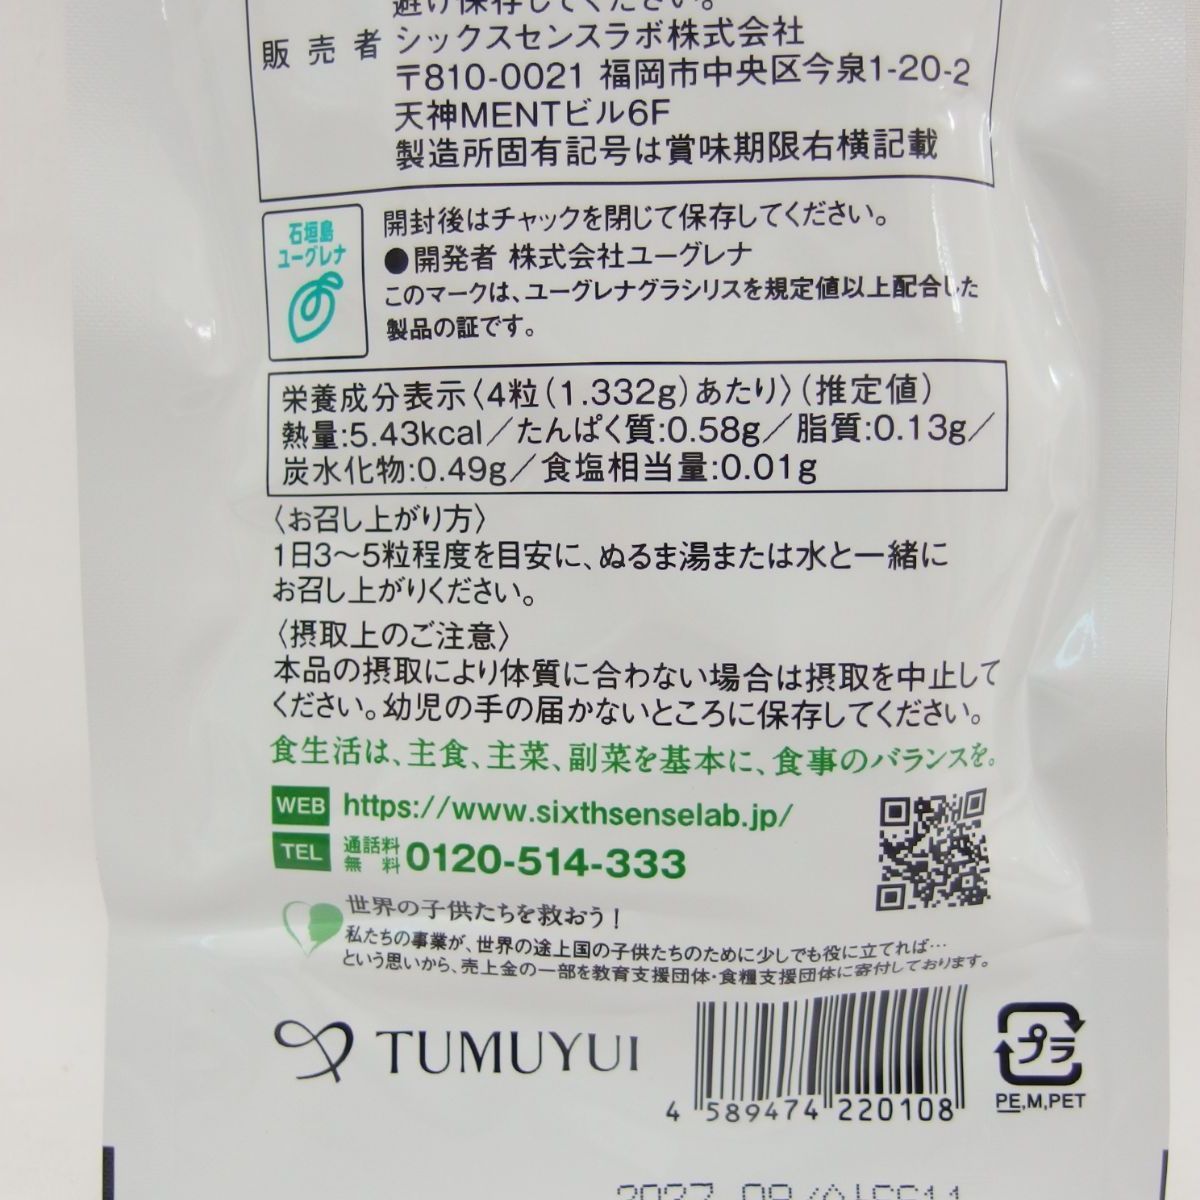 避け保存してください。
販売者 シックスセンスラボ株式会社
〒810-0021 福岡市中央区今泉1-20-2
天神MENTビル6F
製造所固有記号は賞味期限右横記載
石垣島
ユーグレナ
開封後はチャックを閉じて保存してください。
●開発者 株式会社ユーグレナ
このマークは、ユーグレナグラシリスを規定値以上配合した
製品の証です。
栄養成分表示〈4粒(1.332g)あたり〉(推定値)
熱量:5.43kcal/たんぱく質:0.58g/脂質:0.13g/
炭水化物:0.49g/食塩相当量:0.01g
〈お召し上がり方〉
1日3〜5粒程度を目安に、ぬるま湯または水と一緒に
お召し上がりください。
〈摂取上のご注意〉
本品の摂取により体質に合わない場合は摂取を中止して
ください。幼児の手の届かないところに保存してください。
食生活は、主食、主菜、副菜を基本に、食事のバランスを。
WEB https://www.sixthsenselab.jp/
TEL 通話料無料 0120-514-333
世界の子供たちを救おう!
私たちの事業が、世界の途上国の子供たちのために少しでも役に立てれば…
という思いから、売上金の一部を教育支援団体・食糧支援団体に寄付しております。
TUMUYUI
4 589474 220108
プラ
PE,M,PET